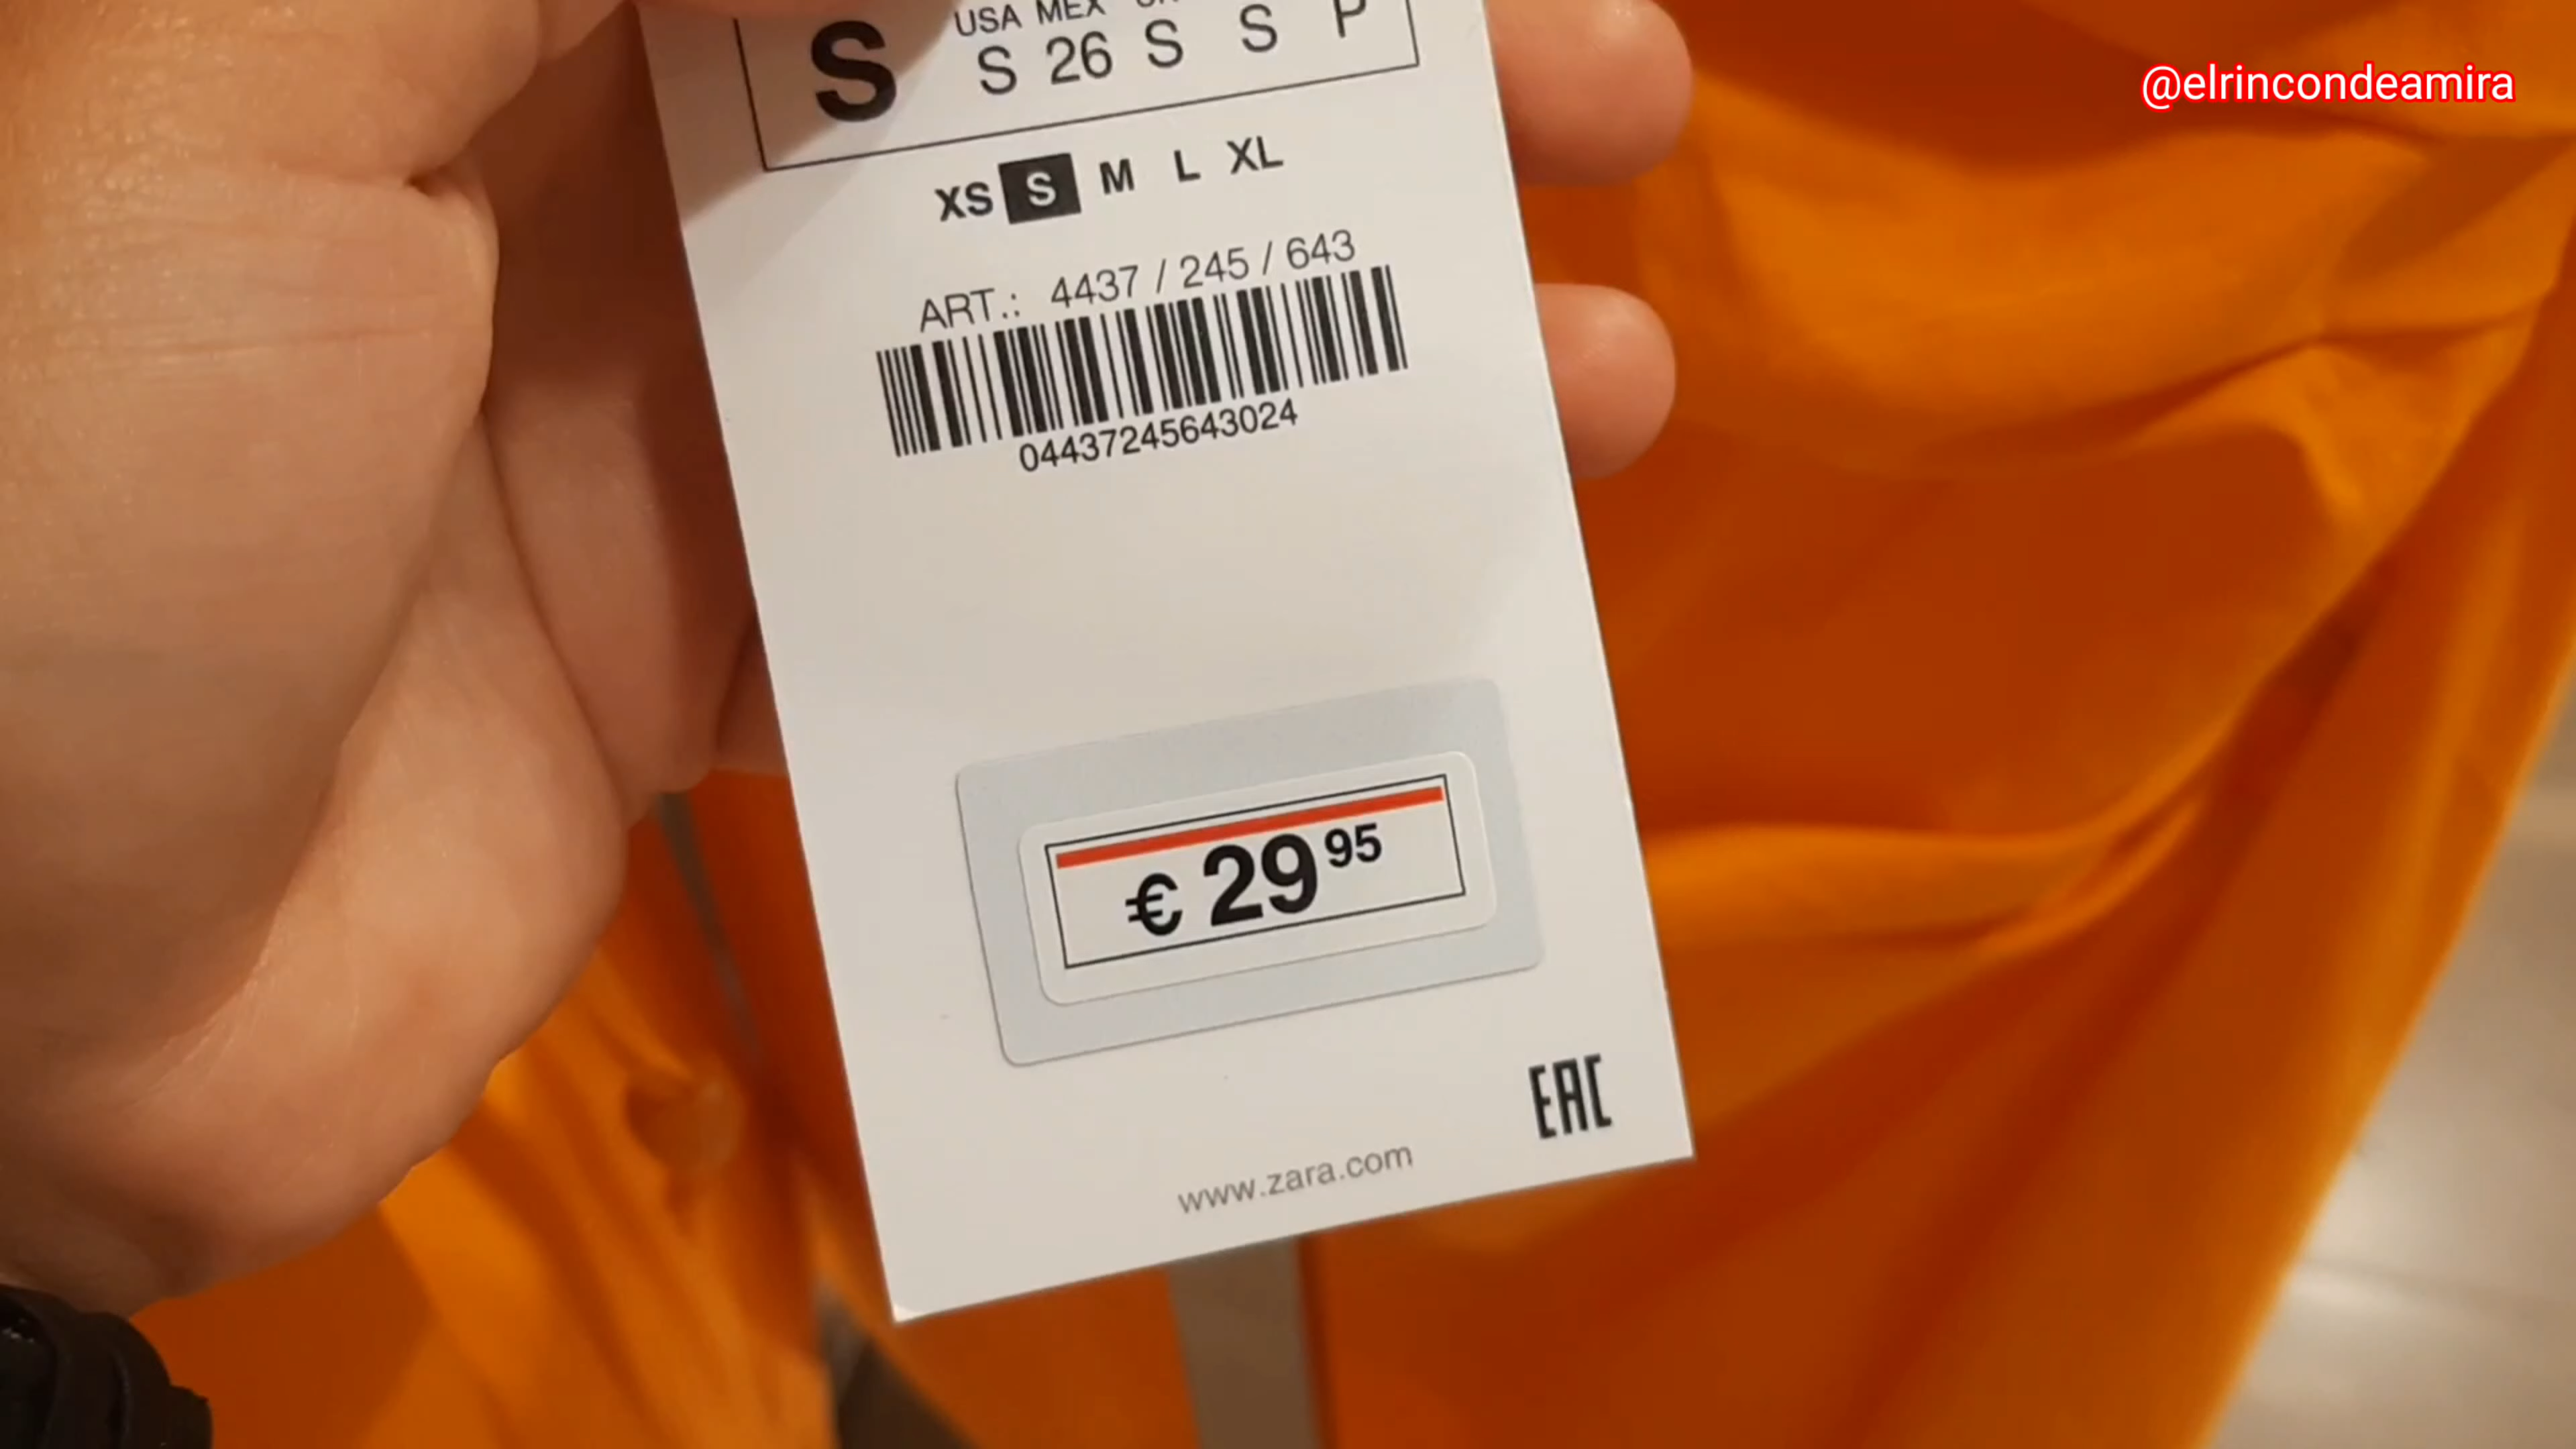 @elrincondeamira
USA MEX
S S 26 S S P
XS S M L XL
ART.: 4437 / 245 / 643
04437245643024
€ 29 95
EAC
www.zara.com